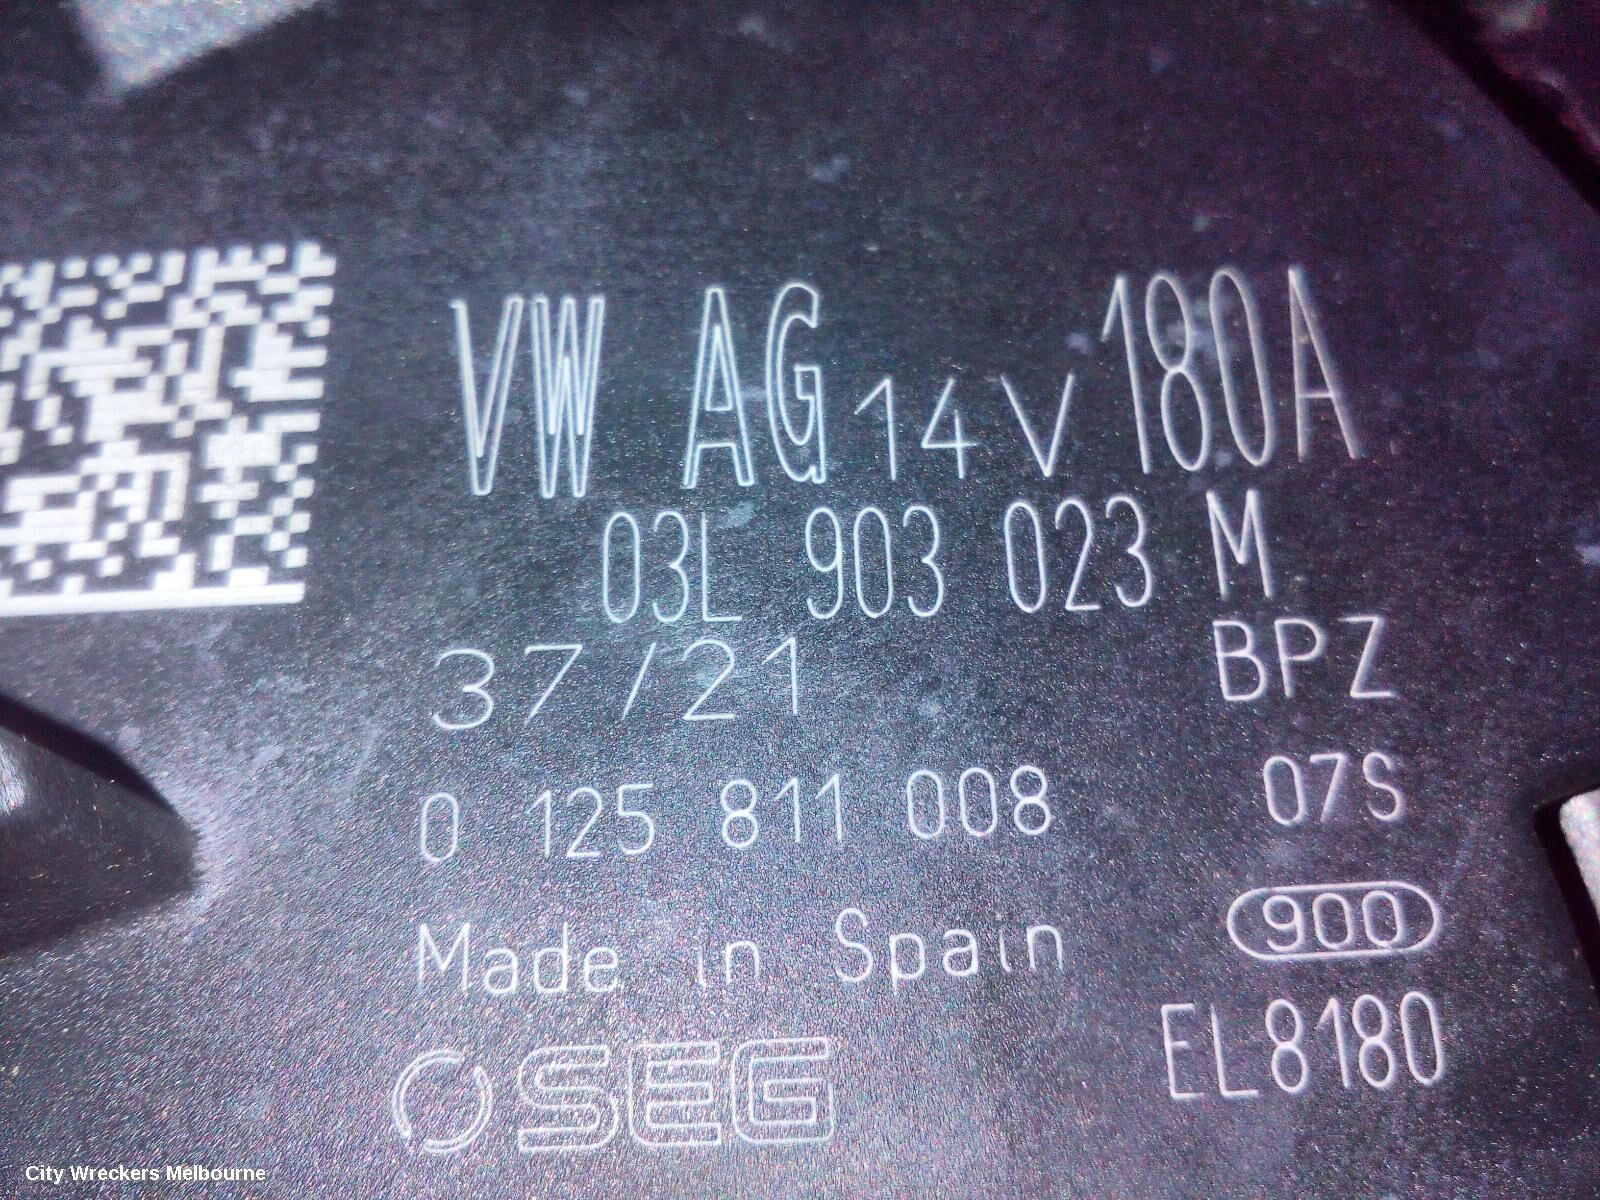 VW AG 14V 180A
03L 903 023 M
37/21 BPZ
0 125 811 008 07S
Made in Spain 900
SEG EL8180
City Wreckers Melbourne